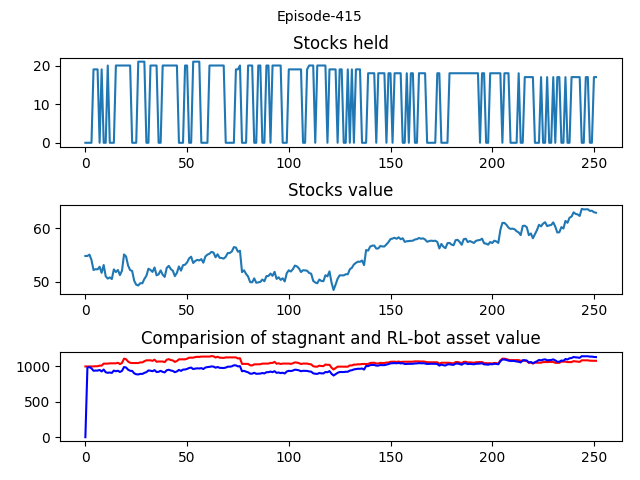 Episode-415
Stocks held
20
10
0
0 50 100 150 200 250
Stocks value
60
50
0 50 100 150 200 250
Comparision of stagnant and RL-bot asset value
1000
500
0
0 50 100 150 200 250